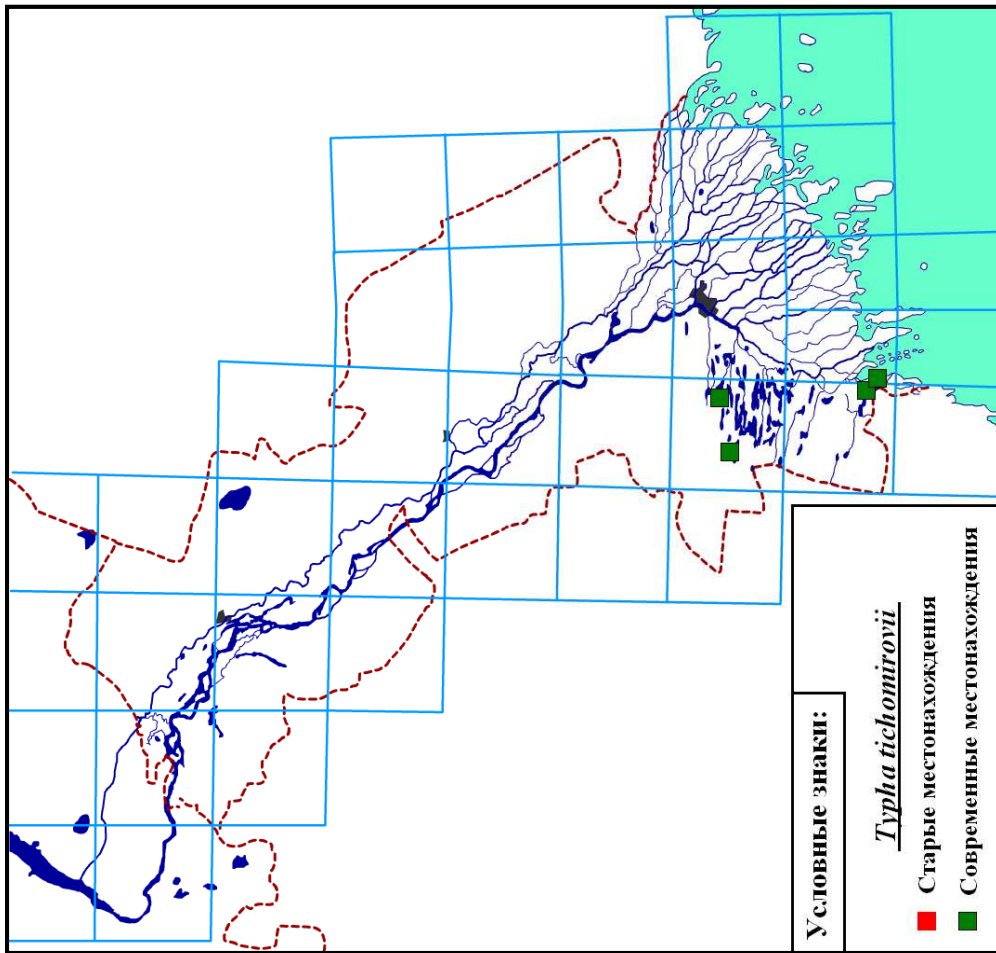 Условные знаки:
Typha tichomirovii
Старые местонахождения
Современные местонахождения